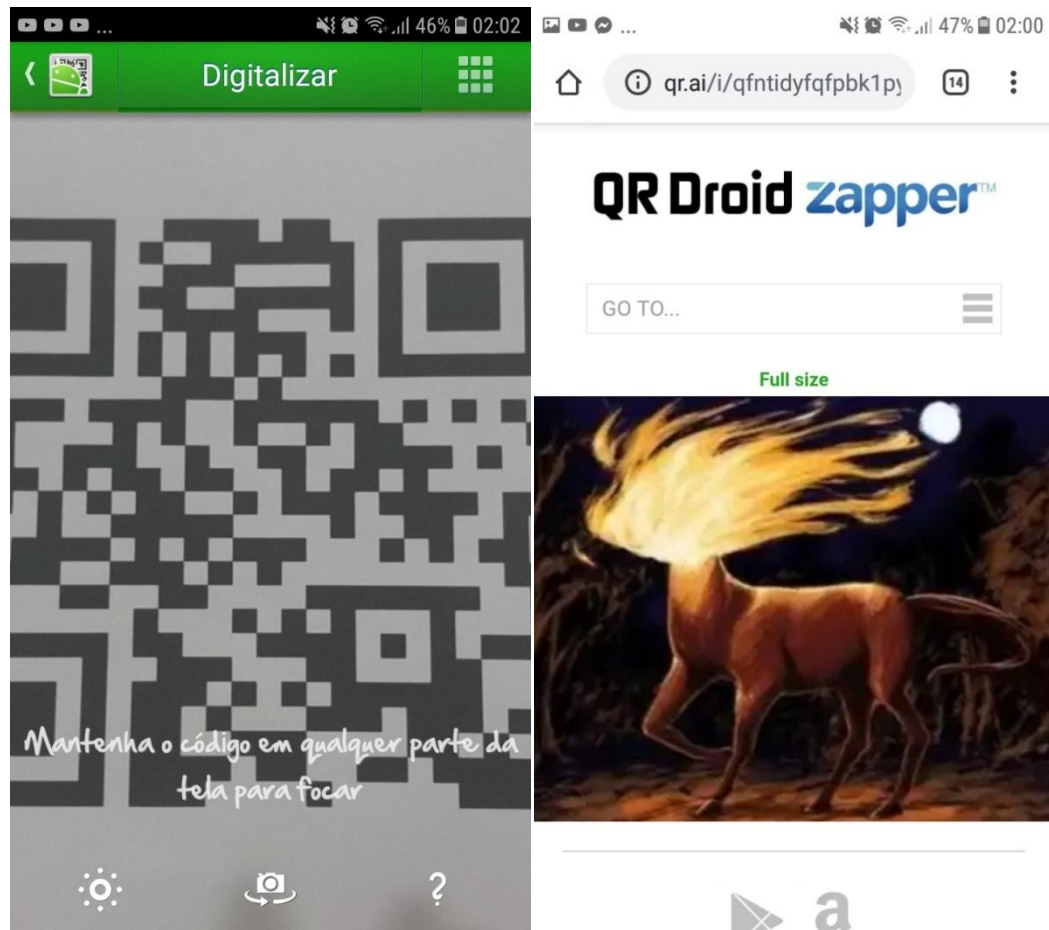 ... 46% 02:02
Digitalizar
Mantenha o código em qualquer parte da
tela para focar
?
... 47% 02:00
qr.ai/i/qfntidyfqfpbk1py
14
QR Droid zapper™
GO TO...
Full size
a